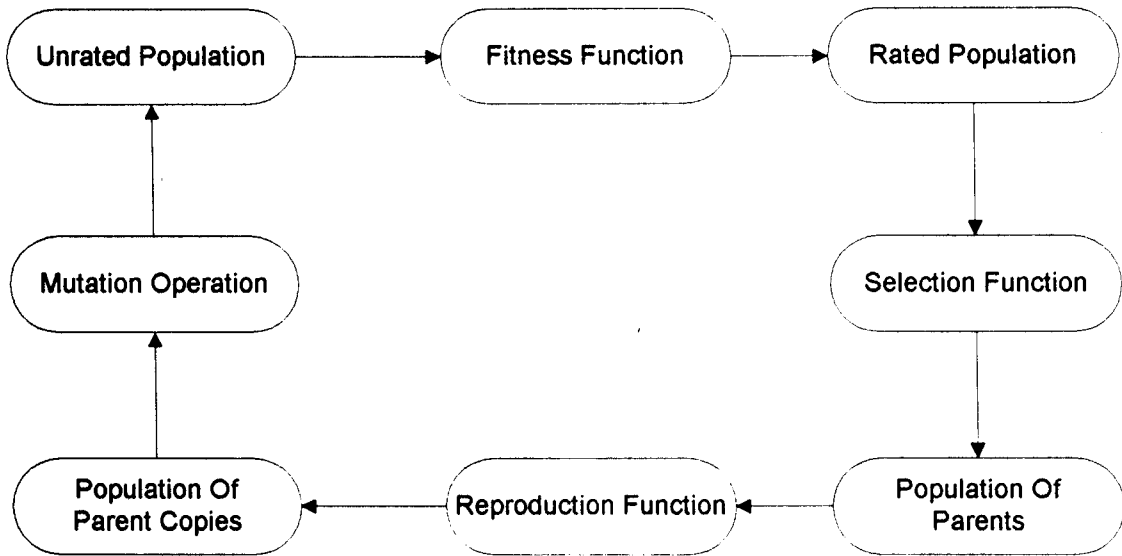 Unrated Population
Fitness Function
Rated Population
Mutation Operation
Selection Function
Population Of
Parent Copies
Reproduction Function
Population Of
Parents